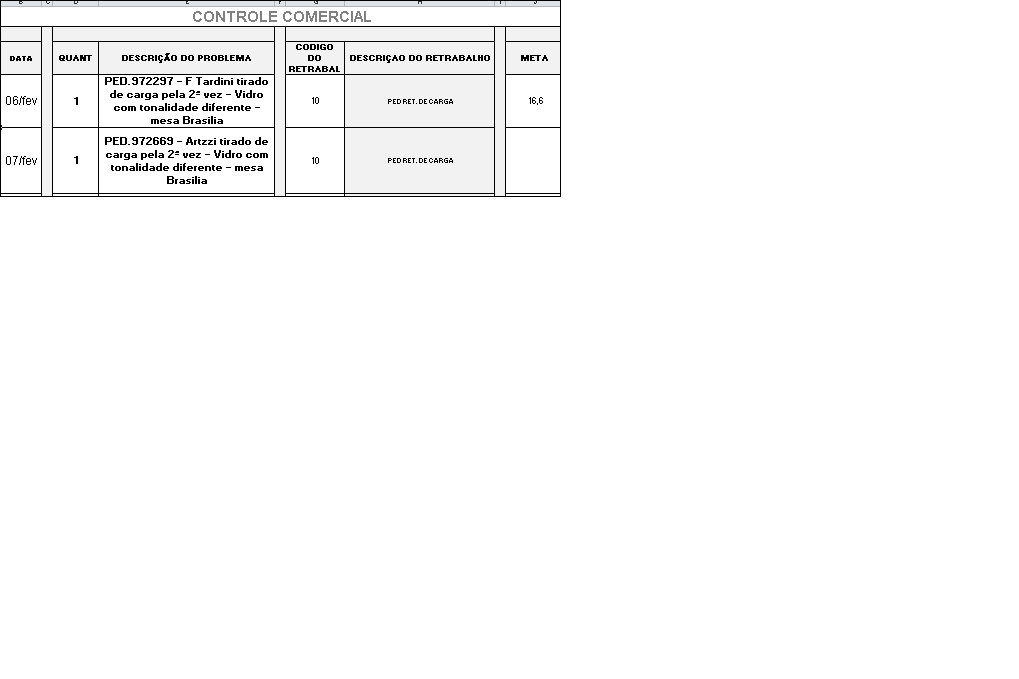 CONTROLE COMERCIAL
DATA QUANT DESCRIÇÃO DO PROBLEMA CODIGO DO RETRABAL DESCRIÇAO DO RETRABALHO META
06/fev 1 PED.972297 - F Tardini tirado
de carga pela 2ª vez - Vidro
com tonalidade diferente -
mesa Brasilia
10 PED RET. DE CARGA 16,6
07/fev 1 PED.972669 - Artzzi tirado de
carga pela 2ª vez - Vidro com
tonalidade diferente - mesa
Brasilia
10 PED RET. DE CARGA